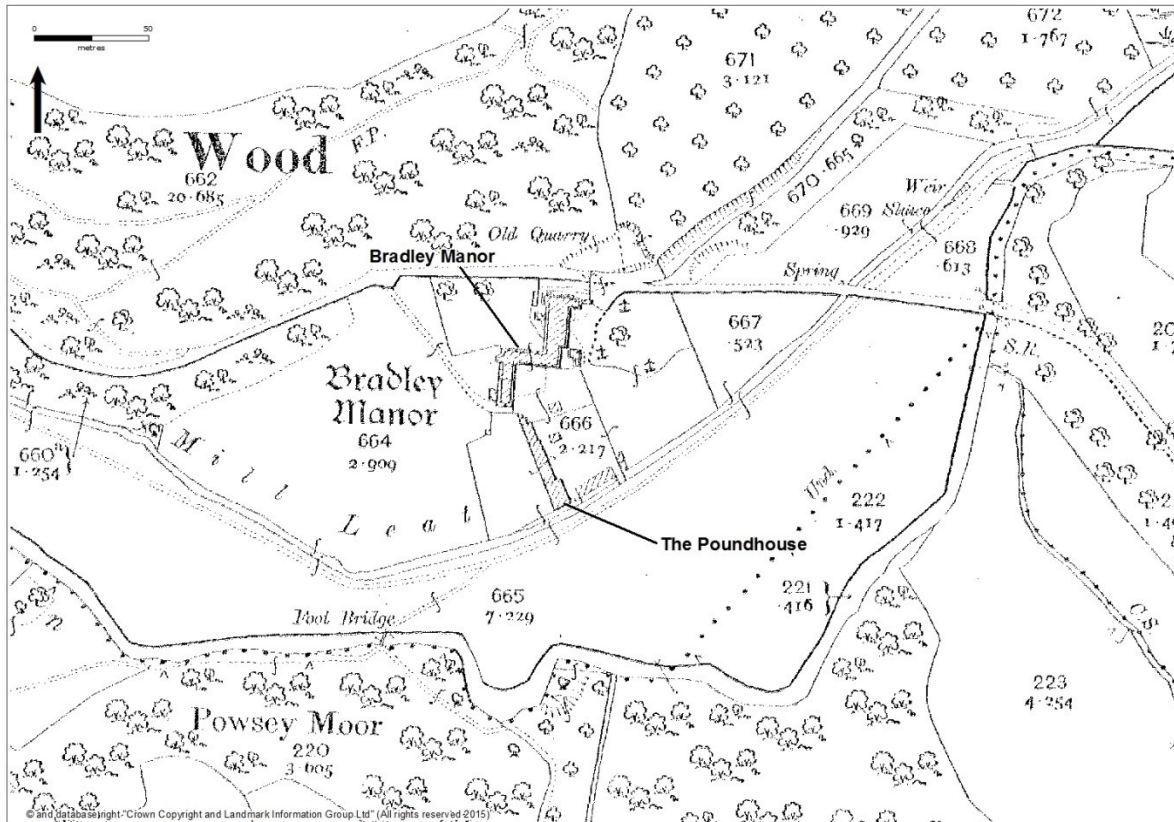 0 50
metres
672
1·767
671
3·121
Wood
F.P.
662
20·685
670·665
Weir
Sluice
669
·929
668
·613
Old Quarry
Bradley Manor
Spring
667
·523
S.R.
Bradley
Manor
664
2·909
666
2·217
660
1·254
Mill
Leat
Und.
222
1·417
The Poundhouse
221
·416
665
7·229
Foot Bridge
C.S.
223
4·254
Powsey Moor
220
3·605
© and database right "Crown Copyright and Landmark Information Group Ltd" (All rights reserved 2015)